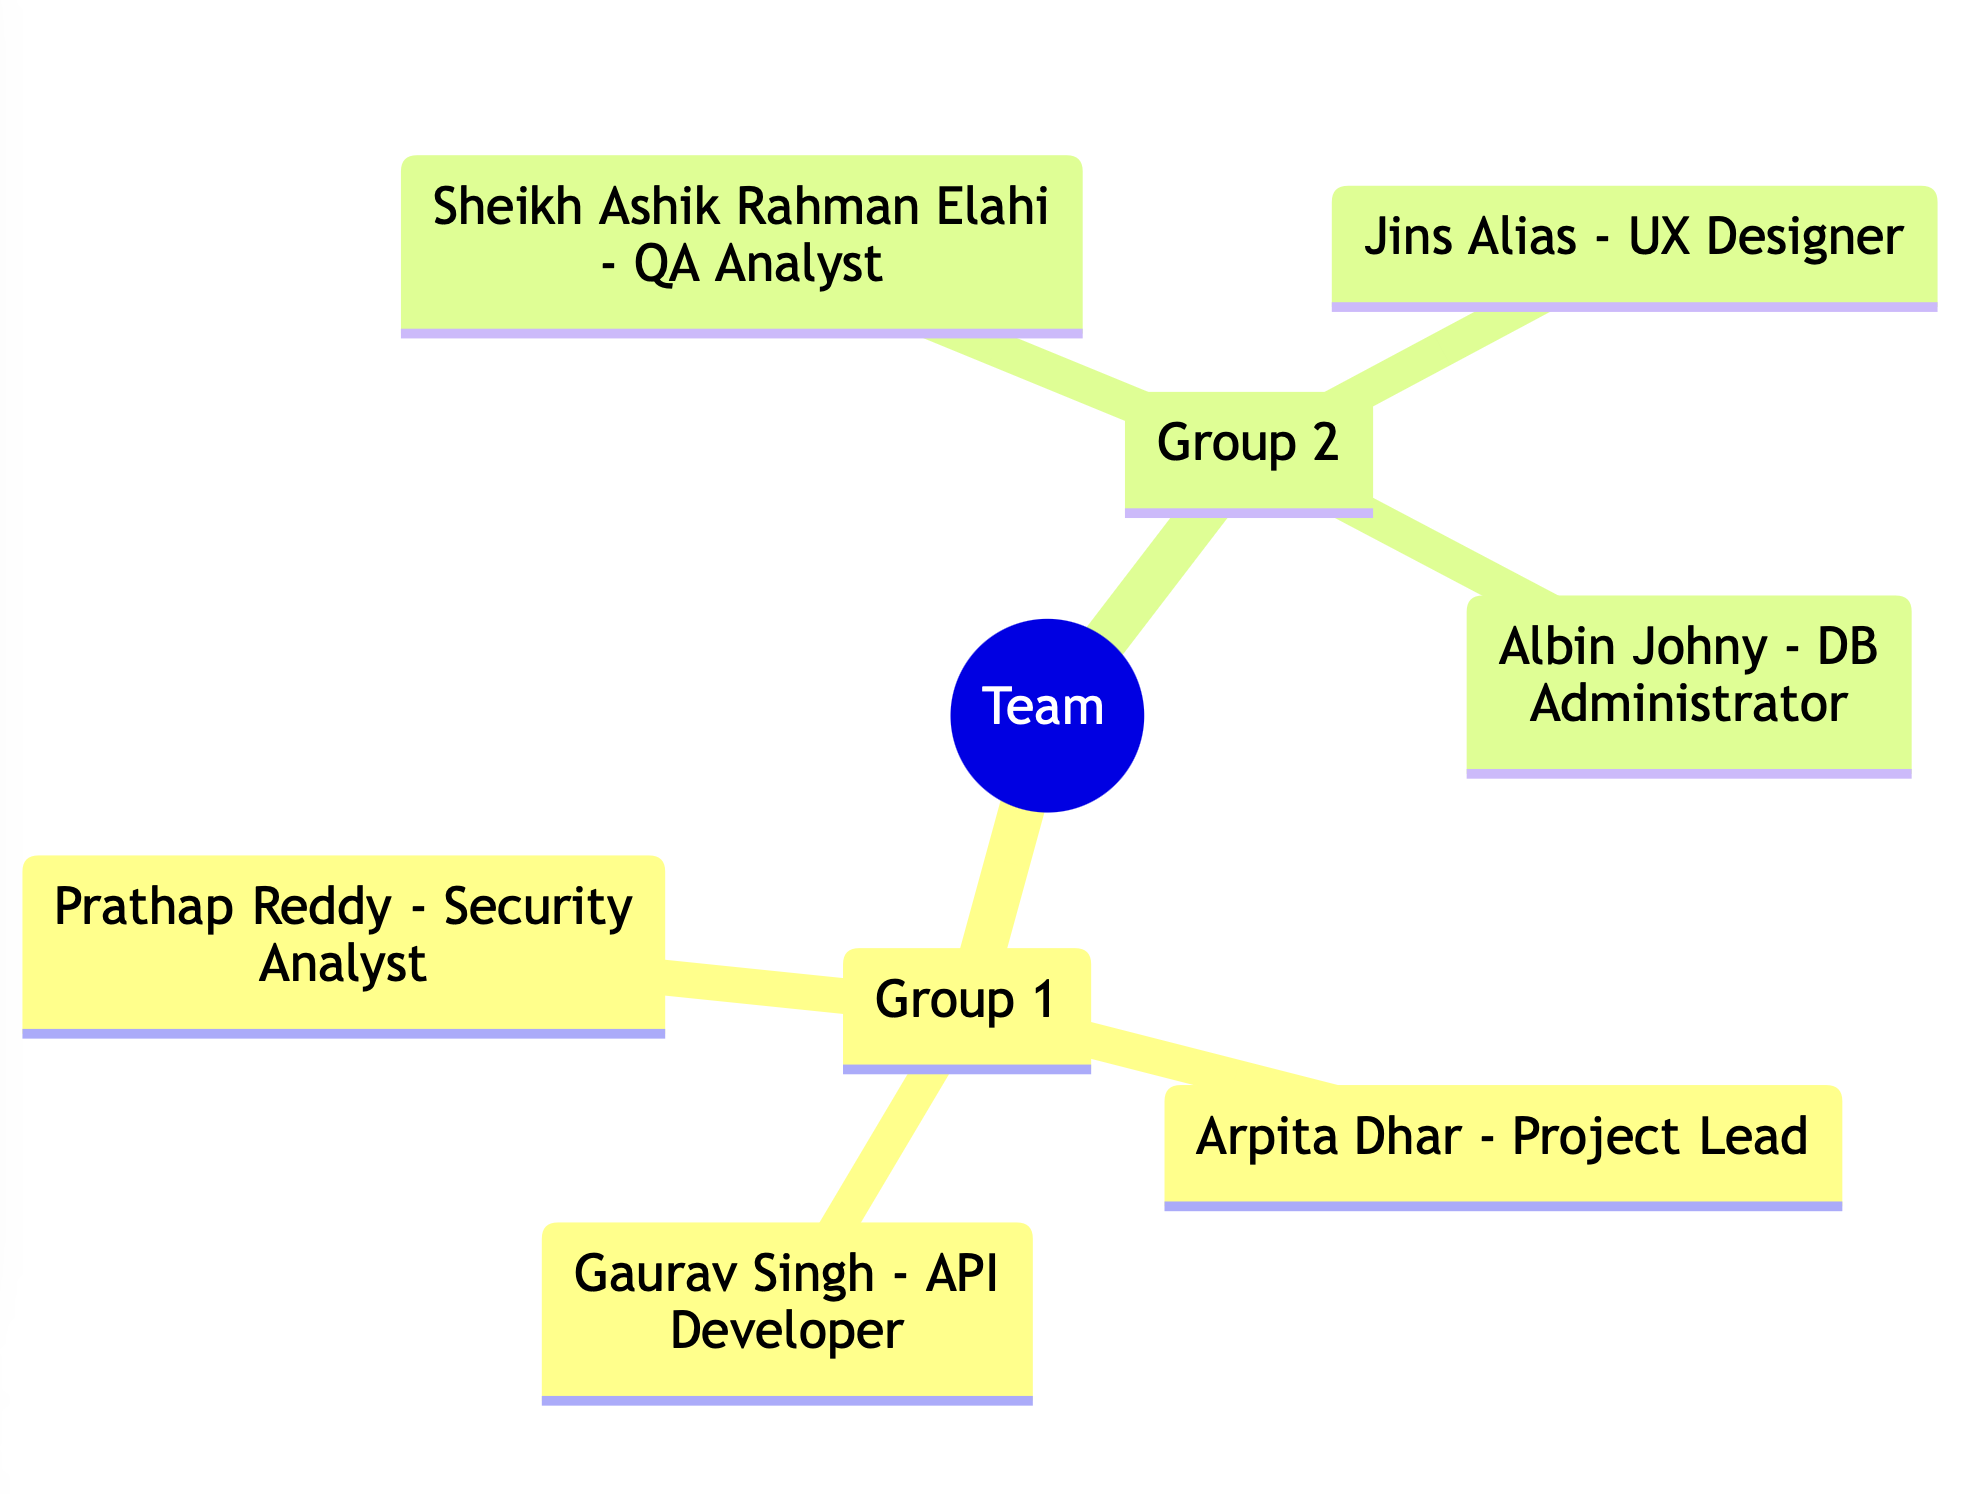 Sheikh Ashik Rahman Elahi
- QA Analyst
Jins Alias - UX Designer
Group 2
Albin Johny - DB
Administrator
Team
Prathap Reddy - Security
Analyst
Group 1
Arpita Dhar - Project Lead
Gaurav Singh - API
Developer